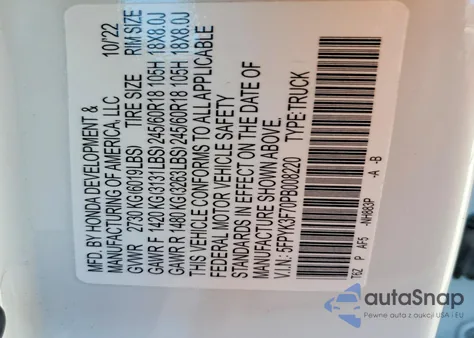 MFD. BY HONDA DEVELOPMENT & 10/22
MANUFACTURING OF AMERICA, LLC
GVWR 2730 KG(6019LBS) TIRE SIZE RIM SIZE
GAWR F 1420 KG(3131LBS) 245/60R18 105H 18X8.0J
GAWR R 1480 KG(3263LBS) 245/60R18 105H 18X8.0J
THIS VEHICLE CONFORMS TO ALL APPLICABLE
FEDERAL MOTOR VEHICLE SAFETY
STANDARDS IN EFFECT ON THE DATE OF
MANUFACTURE SHOWN ABOVE.
V.I.N.: 5FPYK3F70PB008220 TYPE:TRUCK
T6Z P AF5 -NH883P -A -B
autoSnap
Pewne auta z aukcji USA i EU